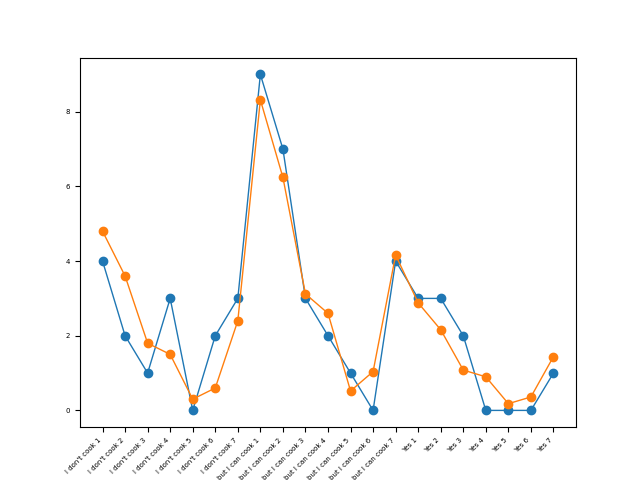 8
6
4
2
0
I don't cook 1
I don't cook 2
I don't cook 3
I don't cook 4
I don't cook 5
I don't cook 6
I don't cook 7
but I can cook 1
but I can cook 2
but I can cook 3
but I can cook 4
but I can cook 5
but I can cook 6
but I can cook 7
Yes 1
Yes 2
Yes 3
Yes 4
Yes 5
Yes 6
Yes 7